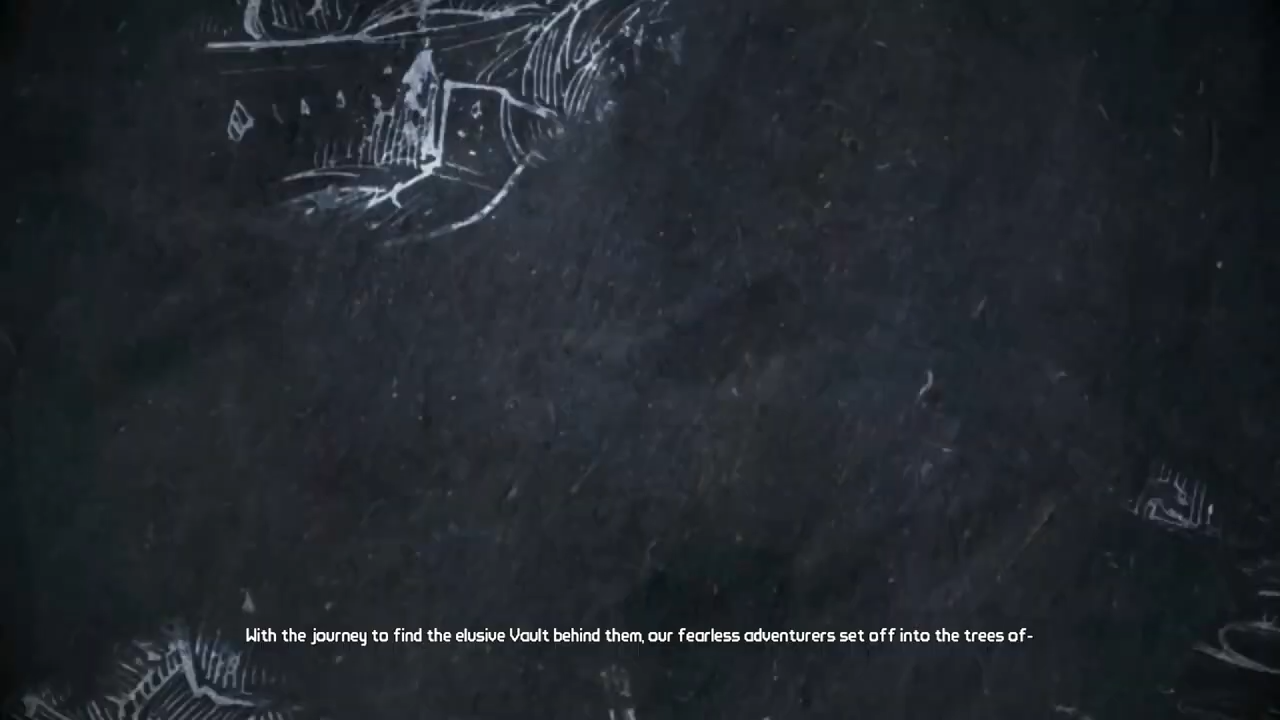 With the journey to find the elusive Vault behind them, our fearless adventurers set off into the trees of-